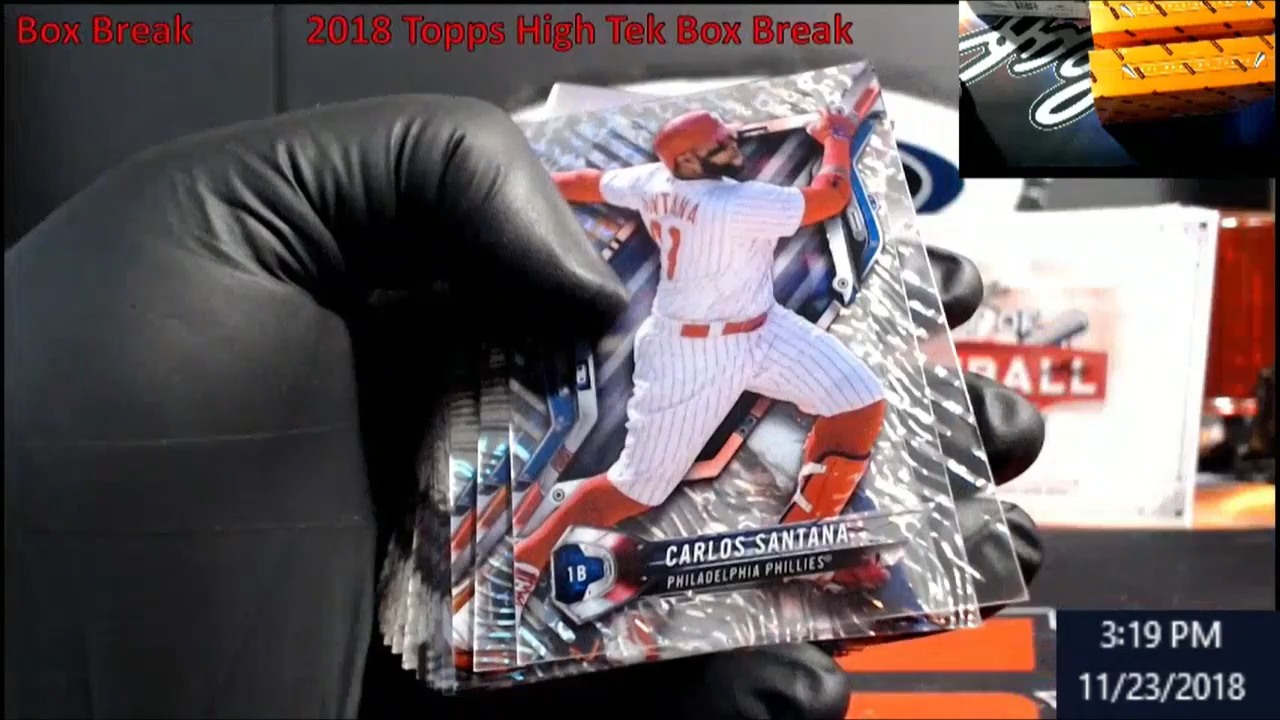 Box Break
2018 Topps High Tek Box Break
1B
CARLOS SANTANA
PHILADELPHIA PHILLIES®
3:19 PM
11/23/2018